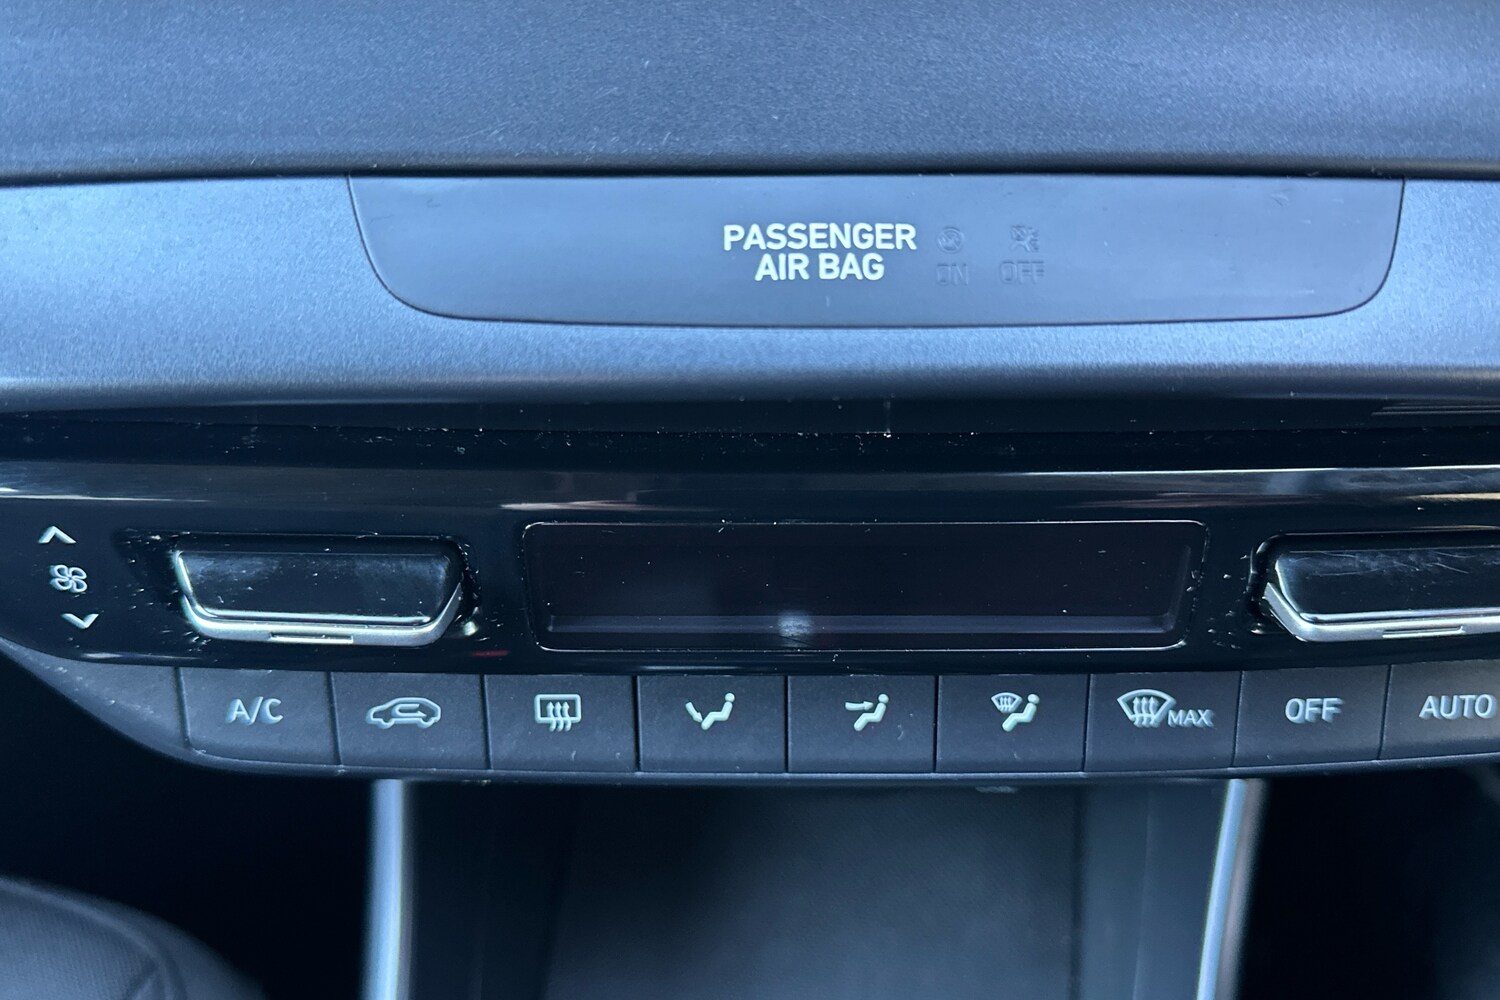 PASSENGER
AIR BAG
ON OFF
A/C MAX OFF AUTO